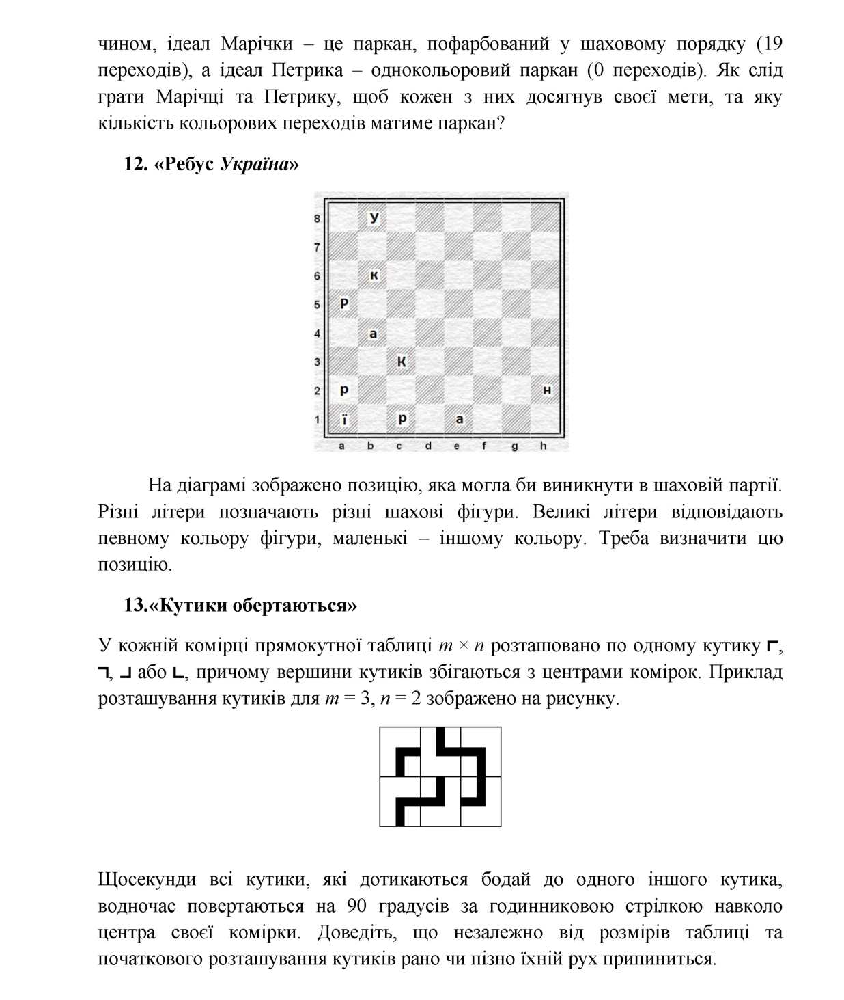 чином, ідеал Марічки – це паркан, пофарбований у шаховому порядку (19
переходів), а ідеал Петрика – однокольоровий паркан (0 переходів). Як слід
грати Марічці та Петрику, щоб кожен з них досягнув своєї мети, та яку
кількість кольорових переходів матиме паркан?
12. «Ребус Україна»
8 У
7
6 к
5 Р
4 а
3 К
2 р н
1 ї р а
a b c d e f g h
На діаграмі зображено позицію, яка могла би виникнути в шаховій партії.
Різні літери позначають різні шахові фігури. Великі літери відповідають
певному кольору фігури, маленькі – іншому кольору. Треба визначити цю
позицію.
13.«Кутики обертаються»
У кожній комірці прямокутної таблиці m × n розташовано по одному кутику ┌,
┐, ┘ або └, причому вершини кутиків збігаються з центрами комірок. Приклад
розташування кутиків для m = 3, n = 2 зображено на рисунку.
Щосекунди всі кутики, які дотикаються бодай до одного іншого кутика,
водночас повертаються на 90 градусів за годинниковою стрілкою навколо
центра своєї комірки. Доведіть, що незалежно від розмірів таблиці та
початкового розташування кутиків рано чи пізно їхній рух припиниться.